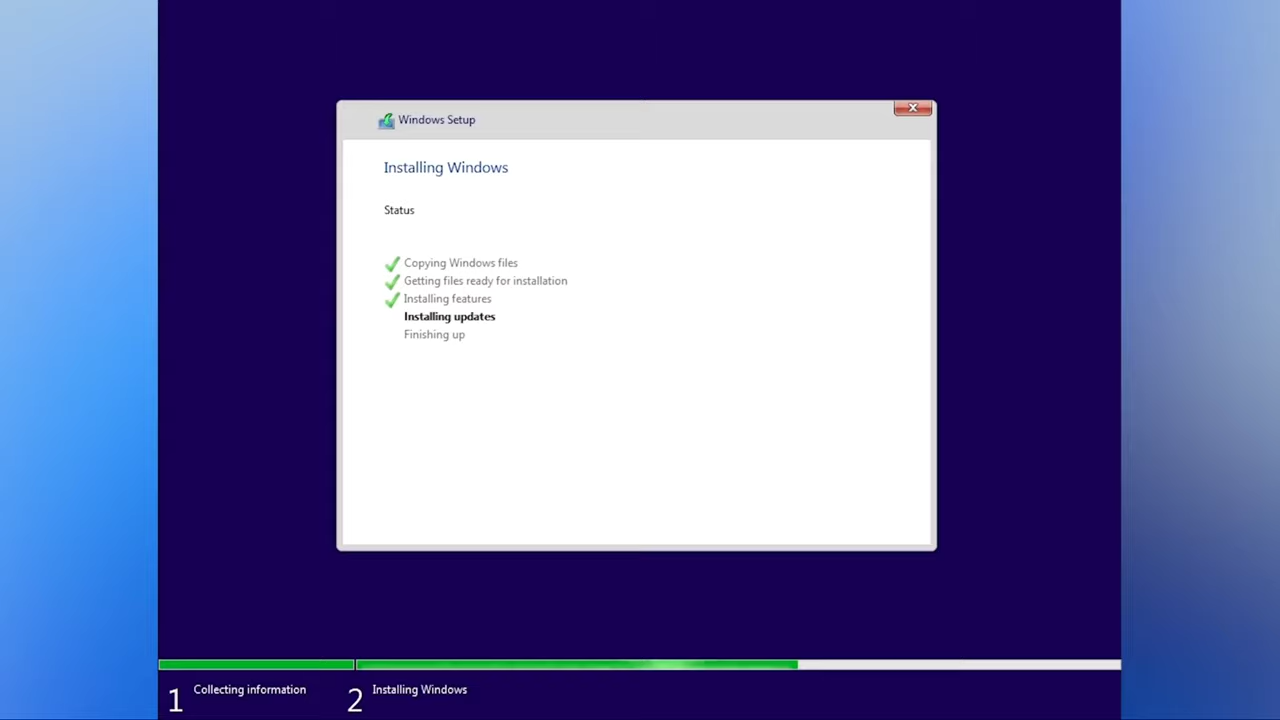 Windows Setup
Installing Windows
Status
Copying Windows files
Getting files ready for installation
Installing features
Installing updates
Finishing up
1 Collecting information
2 Installing Windows